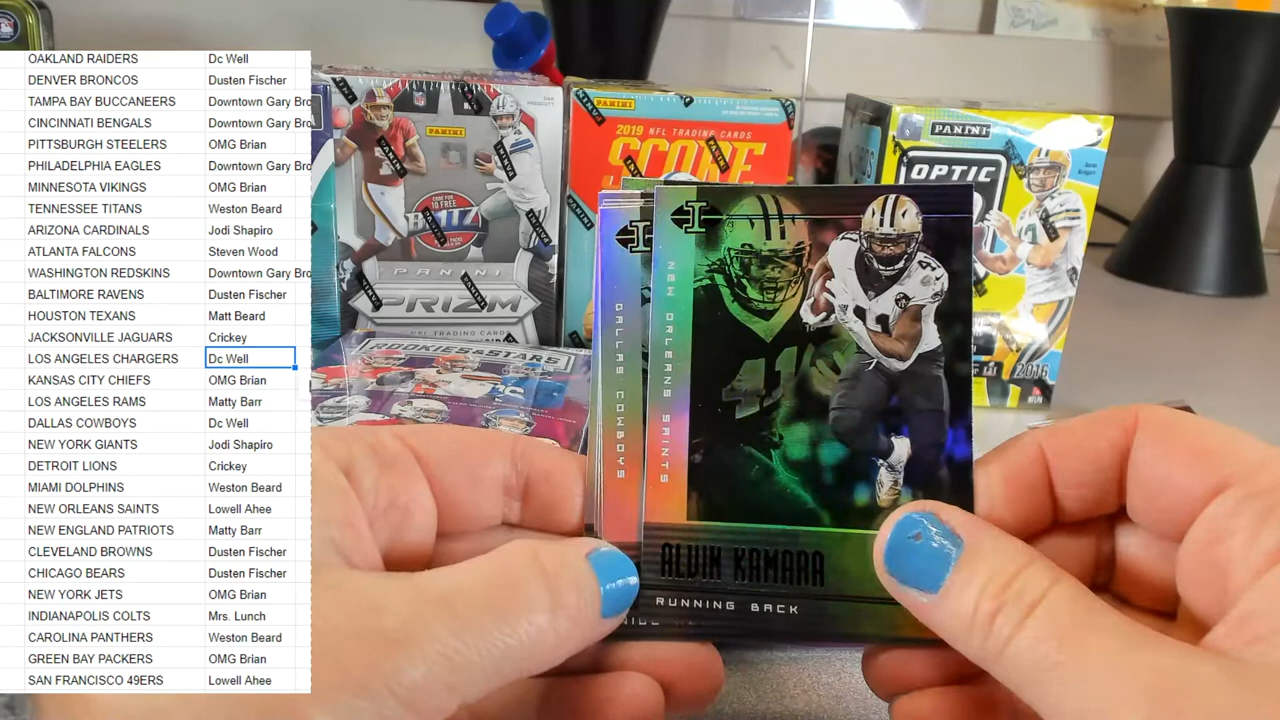 OAKLAND RAIDERS Dc Well
DENVER BRONCOS Dusten Fischer
TAMPA BAY BUCCANEERS Downtown Gary Bro
CINCINATI BENGALS Downtown Gary Bro
PITTSBURGH STEELERS OMG Brian
PHILADELPHIA EAGLES Downtown Gary Bro
MINNESOTA VIKINGS OMG Brian
TENNESSEE TITANS Weston Beard
ARIZONA CARDINALS Jodi Shapiro
ATLANTA FALCONS Steven Wood
WASHINGTON REDSKINS Downtown Gary Bro
BALTIMORE RAVENS Dusten Fischer
HOUSTON TEXANS Matt Beard
JACKSONVILLE JAGUARS Crickey
LOS ANGELES CHARGERS Dc Well
KANSAS CITY CHIEFS OMG Brian
LOS ANGELES RAMS Matty Barr
DALLAS COWBOYS Dc Well
NEW YORK GIANTS Jodi Shapiro
DETROIT LIONS Crickey
MIAMI DOLPHINS Weston Beard
NEW ORLEANS SAINTS Lowell Ahee
NEW ENGLAND PATRIOTS Matty Barr
CLEVELAND BROWNS Dusten Fischer
CHICAGO BEARS Dusten Fischer
NEW YORK JETS OMG Brian
INDIANAPOLIS COLTS Mrs. Lunch
CAROLINA PANTHERS Weston Beard
GREEN BAY PACKERS OMG Brian
SAN FRANCISCO 49ERS Lowell Ahee
PANINI
BLITZ
PANINI
PRIZM
NFL TRADING CARDS
ROOKIES & STARS
PANINI
2019 NFL TRADING CARDS
SCORE
PANINI
OPTIC
2016
DALLAS COWBOYS
I
NEW ORLEANS SAINTS
41
ALVIN KAMARA
RUNNING BACK